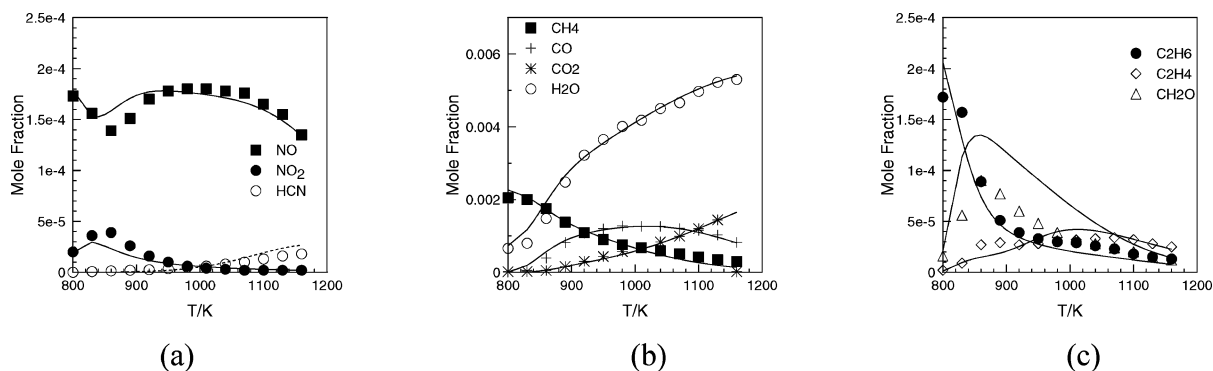 2.5e-4
2e-4
1.5e-4
1e-4
5e-5
0
Mole Fraction
NO
NO2
HCN
800 900 1000 1100 1200
T/K
(a)
0.006
0.004
0.002
0
Mole Fraction
CH4
CO
CO2
H2O
800 900 1000 1100 1200
T/K
(b)
2.5e-4
2e-4
1.5e-4
1e-4
5e-5
0
Mole Fraction
C2H6
C2H4
CH2O
800 900 1000 1100 1200
T/K
(c)